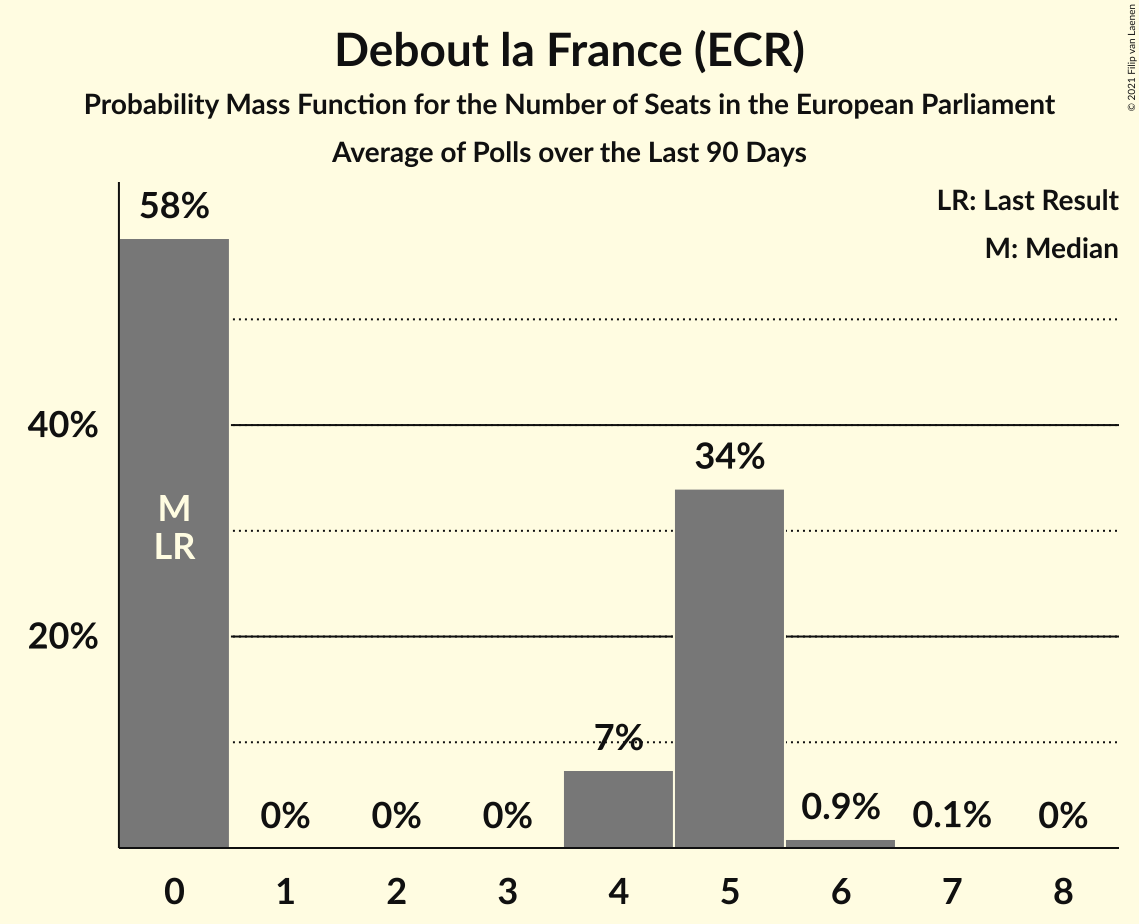 Debout la France (ECR)
Probability Mass Function for the Number of Seats in the European Parliament
Average of Polls over the Last 90 Days
© 2021 Filip van Laenen
LR: Last Result
M: Median
58%
40%
34%
M
LR
20%
7%
0%
0%
0%
0.9%
0.1%
0%
0
1
2
3
4
5
6
7
8